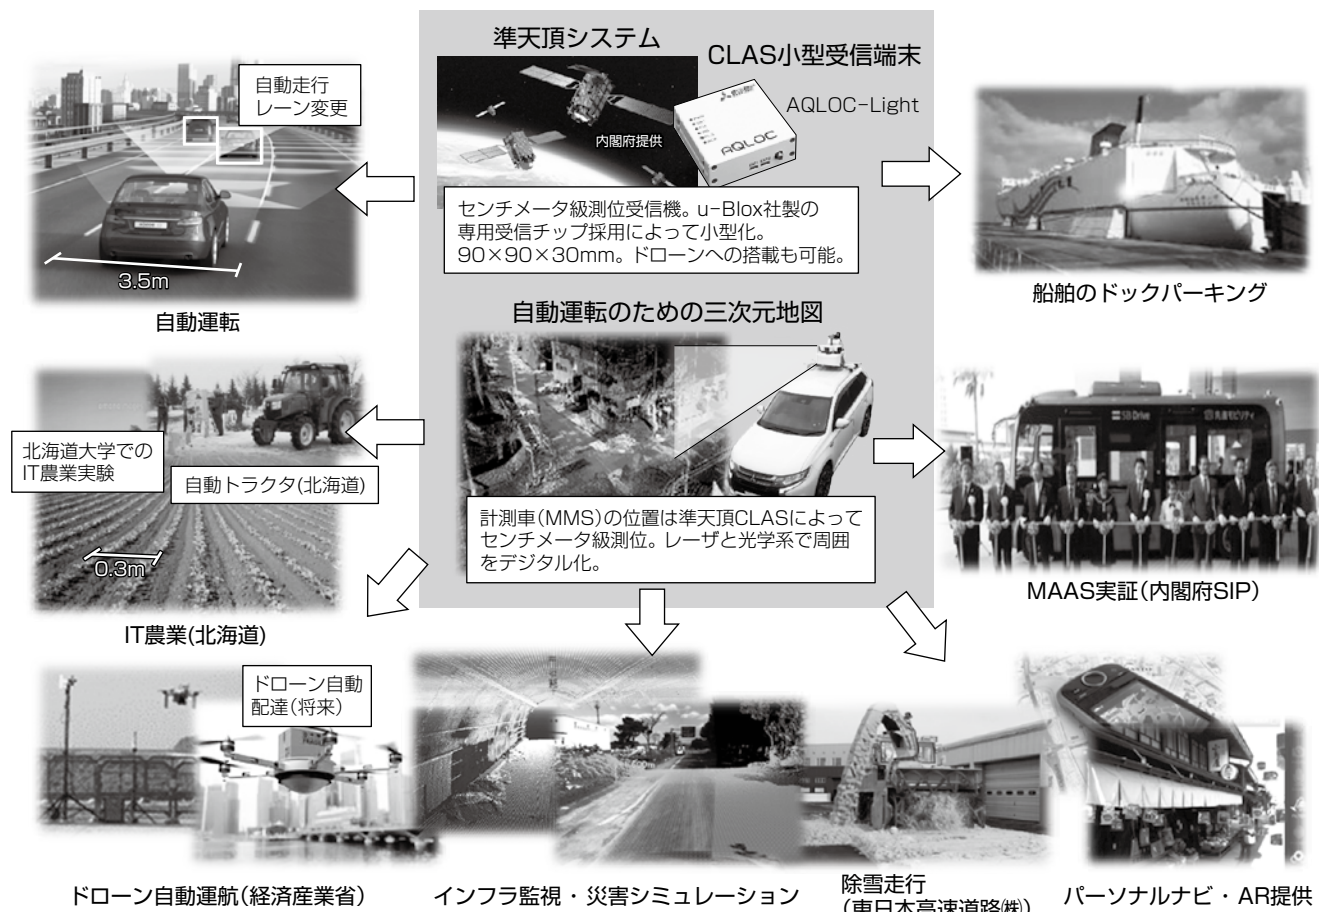 準天頂システム
CLAS小型受信端末
AQLOC-Light
内閣府提供
AQLOC
センチメータ級測位受信機。u-Blox社製の
専用受信チップ採用によって小型化。
90×90×30mm。ドローンへの搭載も可能。
自動走行
レーン変更
3.5m
自動運転
船舶のドックパーキング
自動運転のための三次元地図
計測車(MMS)の位置は準天頂CLASによって
センチメータ級測位。レーザと光学系で周囲
をデジタル化。
北海道大学での
IT農業実験
自動トラクタ(北海道)
0.3m
IT農業(北海道)
SB Drive
先進モビリティ
MAAS実証(内閣府SIP)
ドローン自動
配達(将来)
ドローン自動運航(経済産業省)
インフラ監視・災害シミュレーション
除雪走行
(東日本高速道路㈱)
パーソナルナビ・AR提供